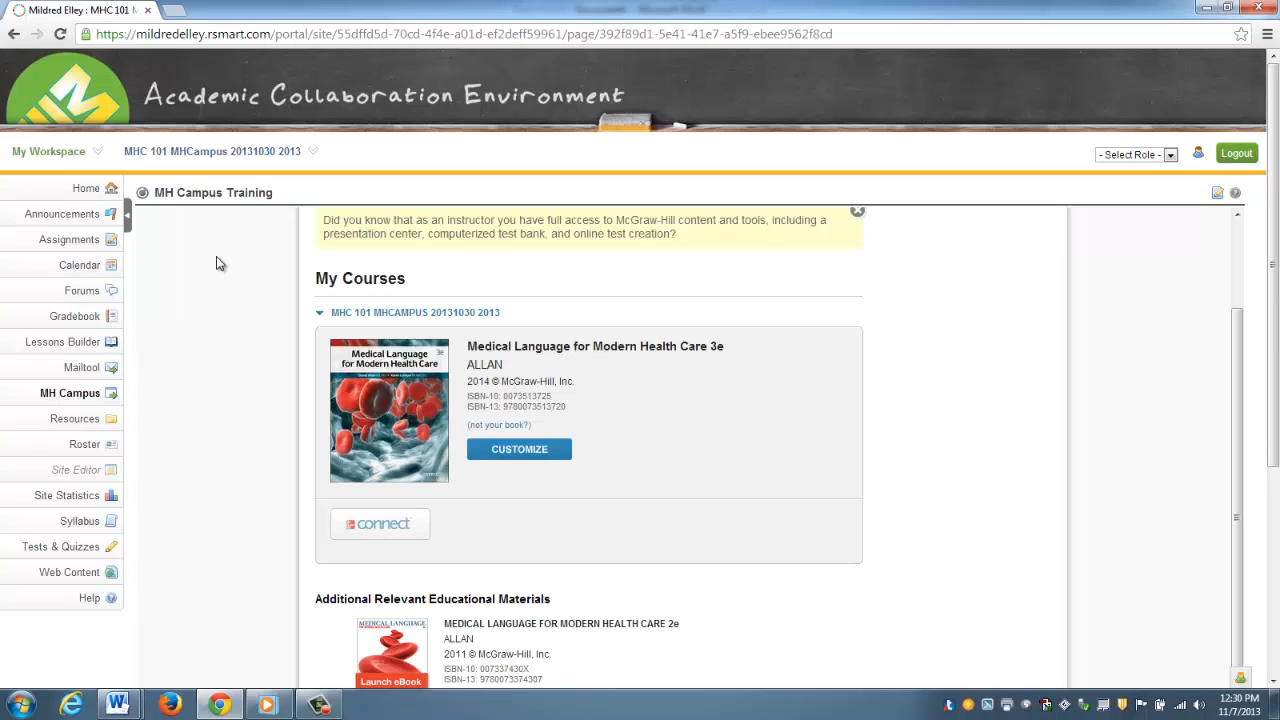 Mildred Elley : MHC 101 M
https://mildredelley.rsmart.com/portal/site/55dffd5d-70cd-4f4e-a01d-ef2deff59961/page/392f89d1-5e41-41e7-a5f9-ebee9562f8cd
Academic Collaboration Environment
My Workspace
MHC 101 MHCampus 20131030 2013
- Select Role -
Logout
Home
Announcements
Assignments
Calendar
Forums
Gradebook
Lessons Builder
Mailtool
MH Campus
Resources
Roster
Site Editor
Site Statistics
Syllabus
Tests & Quizzes
Web Content
Help
MH Campus Training
Did you know that as an instructor you have full access to McGraw-Hill content and tools, including a
presentation center, computerized test bank, and online test creation?
My Courses
MHC 101 MHCAMPUS 20131030 2013
Medical Language
for Modern Health Care
3e
Medical Language for Modern Health Care 3e
ALLAN
2014 © McGraw-Hill, Inc.
ISBN-10: 0073513725
ISBN-13: 9780073513720
(not your book?)
CUSTOMIZE
connect
Additional Relevant Educational Materials
MEDICAL LANGUAGE
Launch eBook
MEDICAL LANGUAGE FOR MODERN HEALTH CARE 2e
ALLAN
2011 © McGraw-Hill, Inc.
ISBN-10: 007337430X
ISBN-13: 9780073374307
12:30 PM
11/7/2013